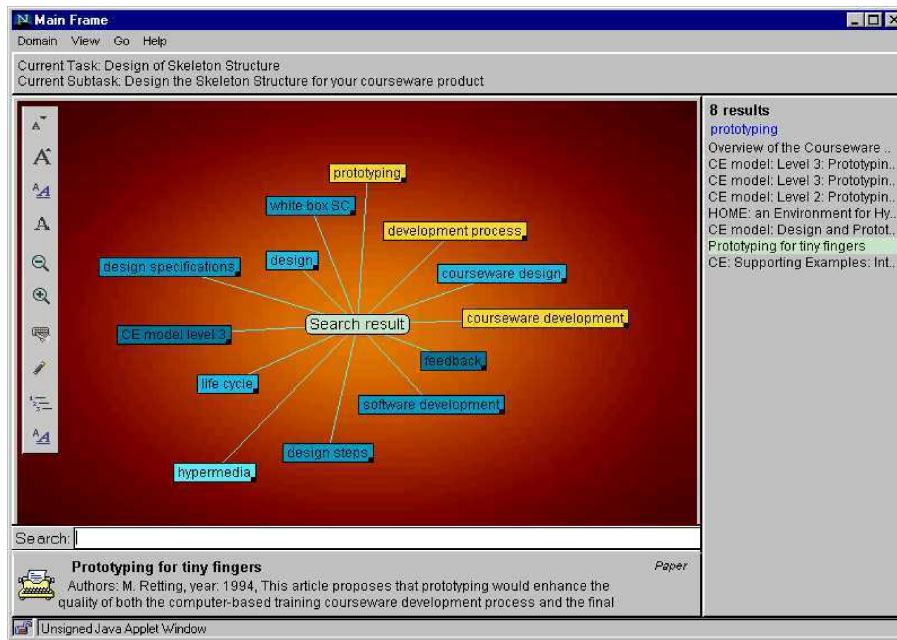 Main Frame
Domain View Go Help
Current Task: Design of Skeleton Structure
Current Subtask: Design the Skeleton Structure for your courseware product
prototyping
white box SC
development process
design
design specifications
courseware design
Search result
courseware development
CE model level 3
feedback
life cycle
software development
design steps
hypermedia
8 results
prototyping
Overview of the Courseware ..
CE model: Level 3: Prototypin..
CE model: Level 3: Prototypin..
CE model: Level 2: Prototypin..
HOME: an Environment for Hy..
CE model: Design and Protot..
Prototyping for tiny fingers
CE: Supporting Examples: Int..
Search:
Prototyping for tiny fingers Paper
Authors: M. Retting, year: 1994, This article proposes that prototyping would enhance the
quality of both the computer-based training courseware development process and the final
Unsigned Java Applet Window